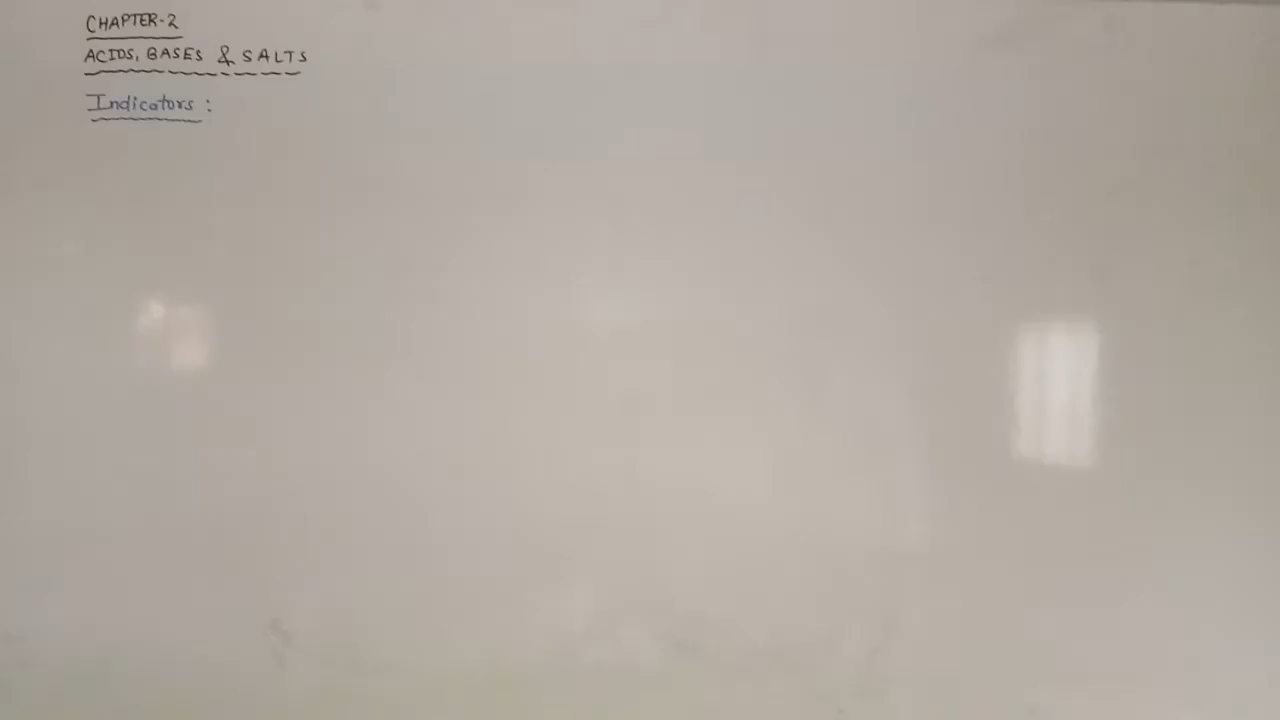 CHAPTER-2
ACIDS, BASES & SALTS
Indicators :